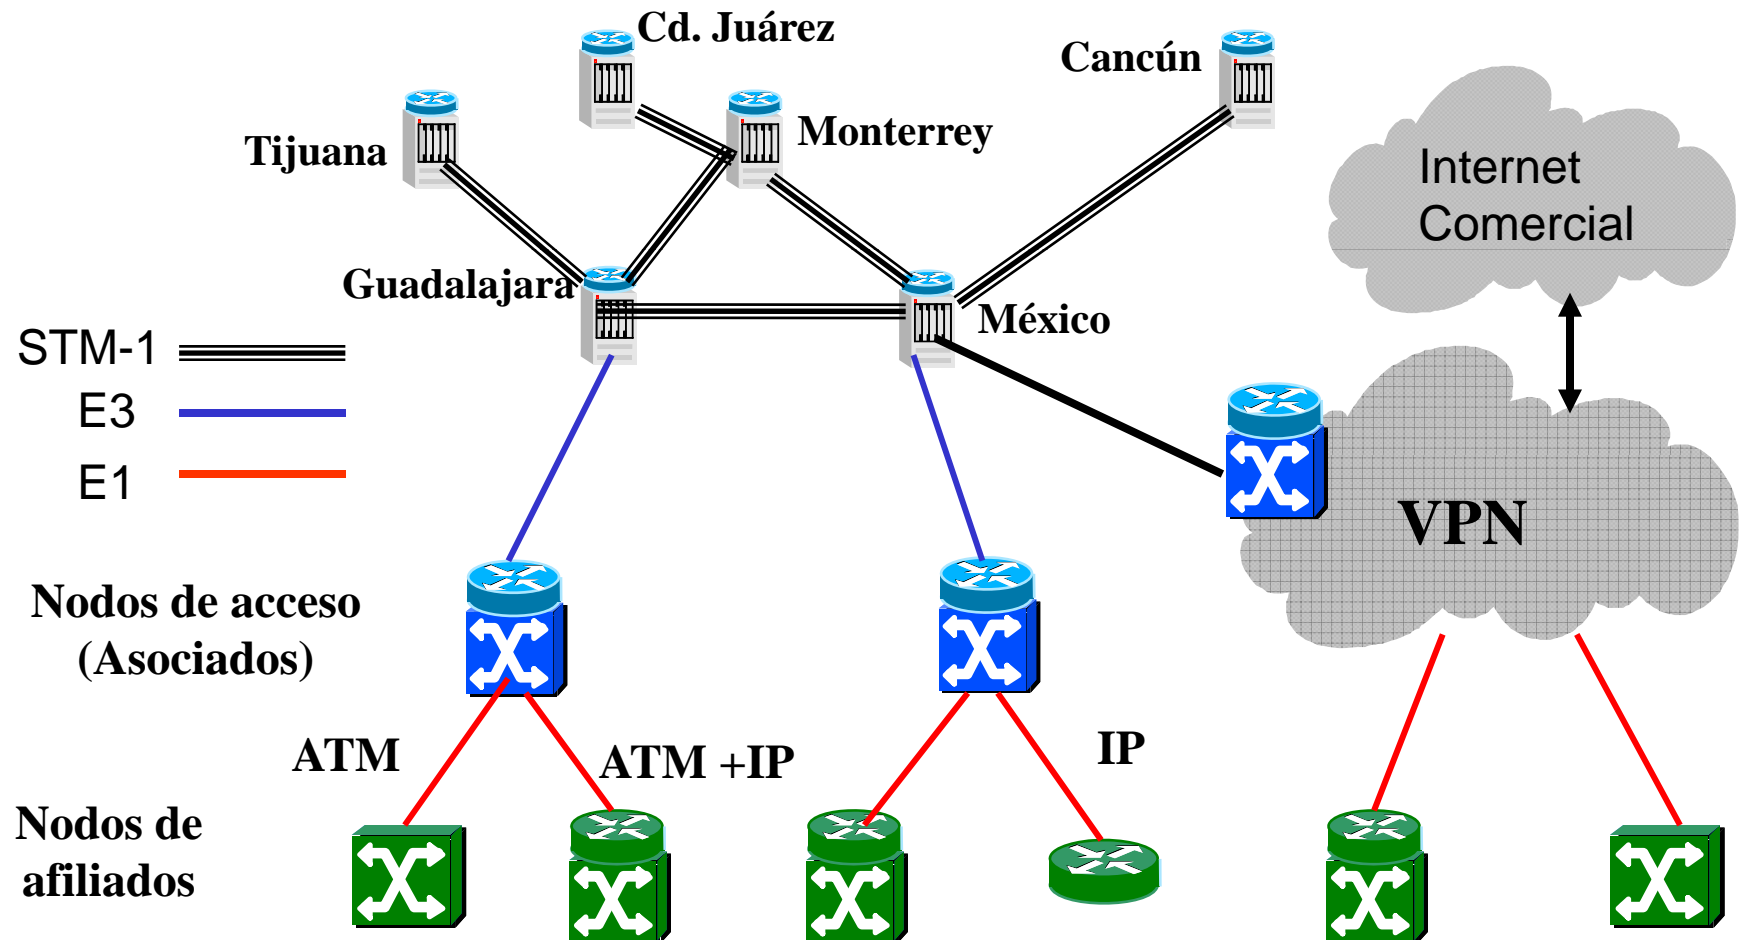 Cd. Juárez
Cancún
Monterrey
Tijuana
Internet
Comercial
Guadalajara
México
STM-1
E3
E1
VPN
Nodos de acceso
(Asociados)
ATM
ATM +IP
IP
Nodos de
afiliados